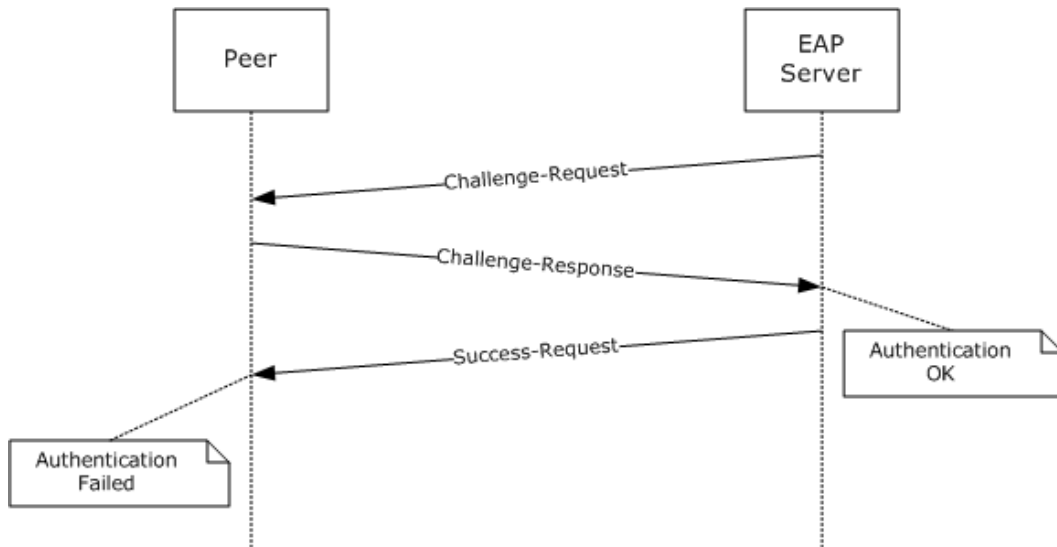 Peer
EAP
Server
Challenge-Request
Challenge-Response
Success-Request
Authentication
OK
Authentication
Failed